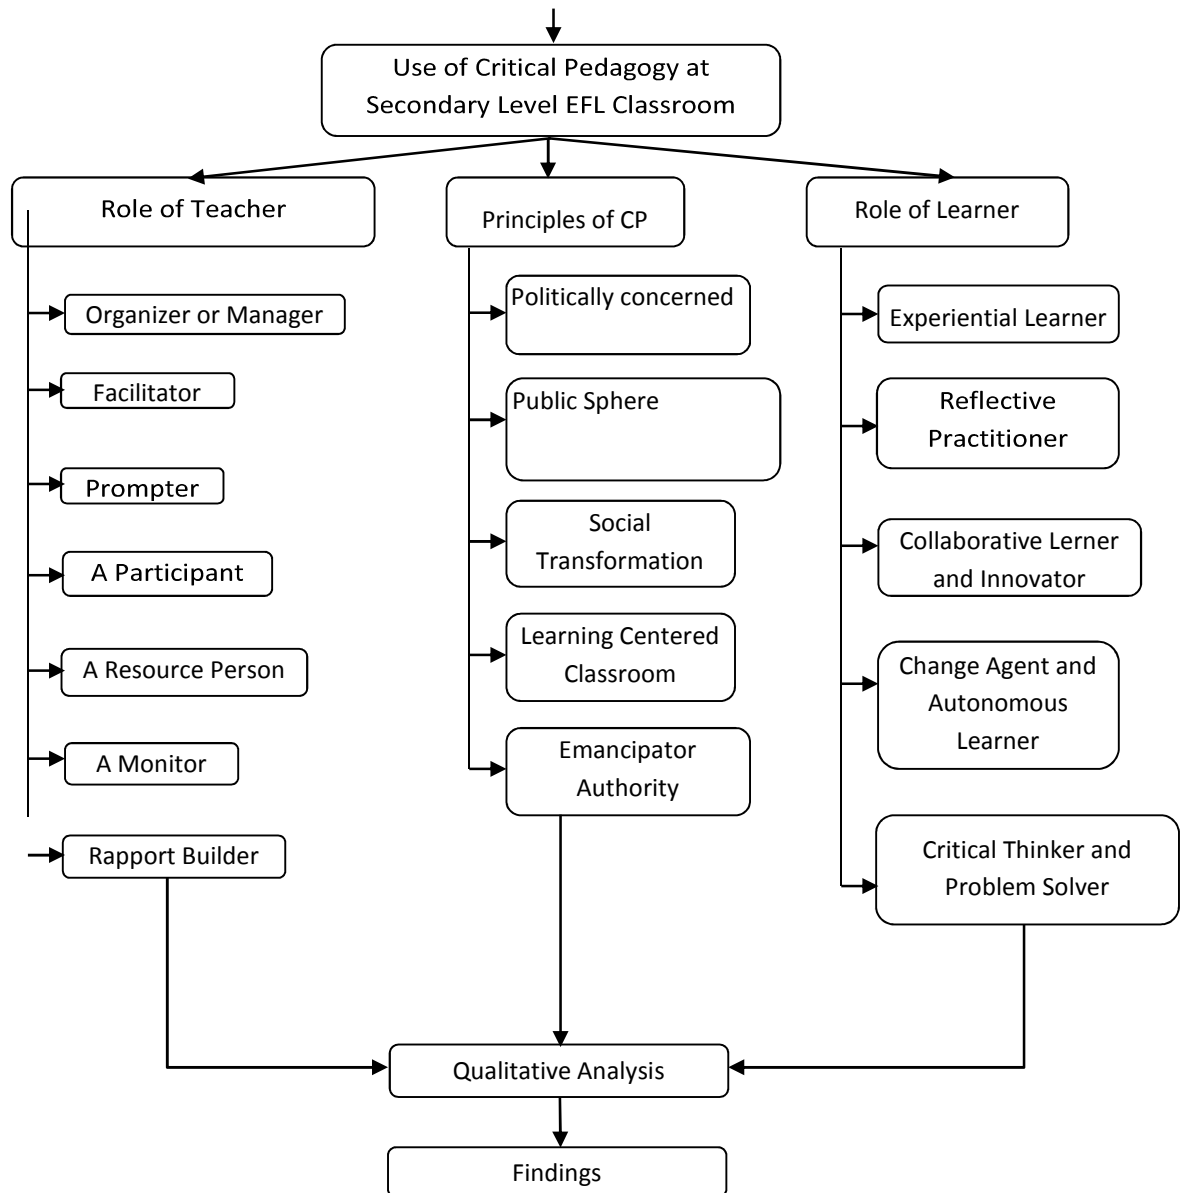 Use of Critical Pedagogy at
Secondary Level EFL Classroom
Role of Teacher
Organizer or Manager
Facilitator
Prompter
A Participant
A Resource Person
A Monitor
Rapport Builder
Principles of CP
Politically concerned
Public Sphere
Social
Transformation
Learning Centered
Classroom
Emancipator
Authority
Role of Learner
Experiential Learner
Reflective
Practitioner
Collaborative Lerner
and Innovator
Change Agent and
Autonomous
Learner
Critical Thinker and
Problem Solver
Qualitative Analysis
Findings